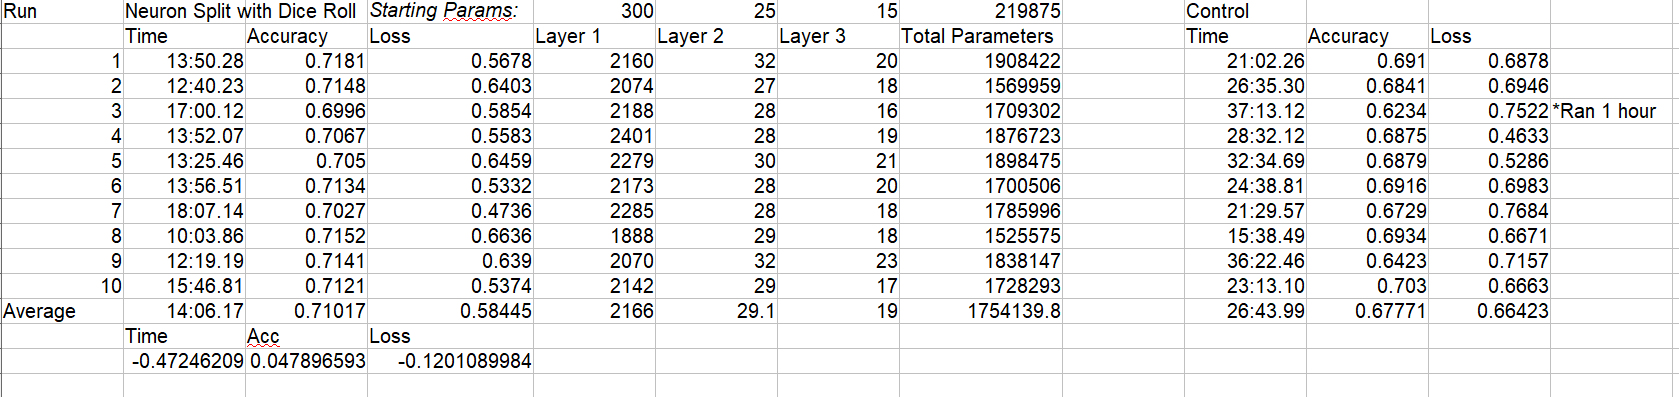 Run Neuron Split with Dice Roll Starting Params: 300 25 15 219875 Control
Time Accuracy Loss Layer 1 Layer 2 Layer 3 Total Parameters Time Accuracy Loss
1 13:50.28 0.7181 0.5678 2160 32 20 1908422 21:02.26 0.691 0.6878
2 12:40.23 0.7148 0.6403 2074 27 18 1569959 26:35.30 0.6841 0.6946
3 17:00.12 0.6996 0.5854 2188 28 16 1709302 37:13.12 0.6234 0.7522 *Ran 1 hour
4 13:52.07 0.7067 0.5583 2401 28 19 1876723 28:32.12 0.6875 0.4633
5 13:25.46 0.705 0.6459 2279 30 21 1898475 32:34.69 0.6879 0.5286
6 13:56.51 0.7134 0.5332 2173 28 20 1700506 24:38.81 0.6916 0.6983
7 18:07.14 0.7027 0.4736 2285 28 18 1785996 21:29.57 0.6729 0.7684
8 10:03.86 0.7152 0.6636 1888 29 18 1525575 15:38.49 0.6934 0.6671
9 12:19.19 0.7141 0.639 2070 32 23 1838147 36:22.46 0.6423 0.7157
10 15:46.81 0.7121 0.5374 2142 29 17 1728293 23:13.10 0.703 0.6663
Average 14:06.17 0.71017 0.58445 2166 29.1 19 1754139.8 26:43.99 0.67771 0.66423
Time Acc Loss
-0.47246209 0.047896593 -0.1201089984